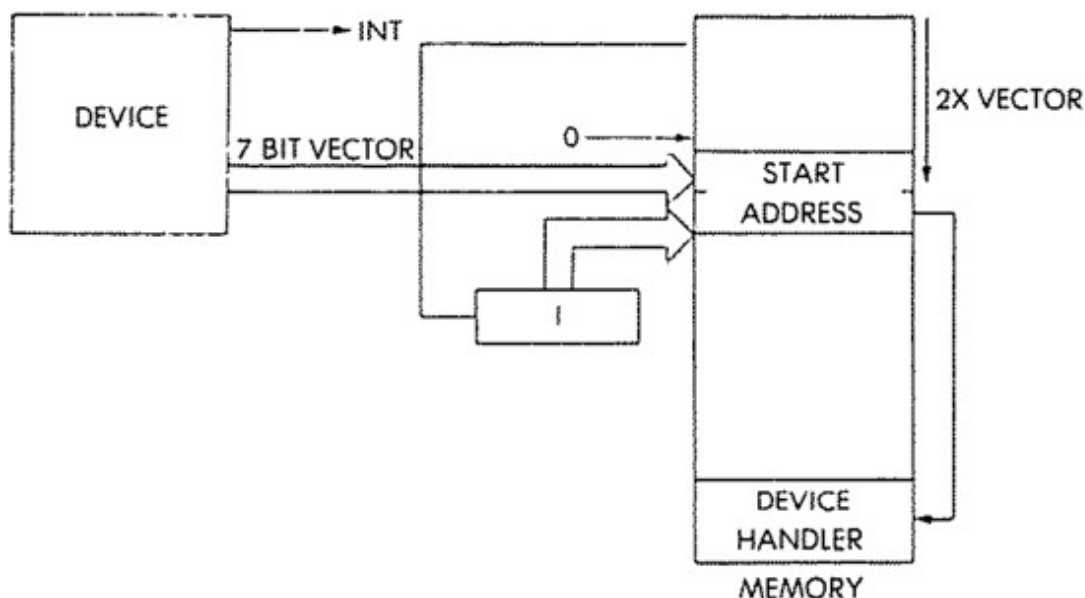 INT
DEVICE
2X VECTOR
7 BIT VECTOR
0
START
ADDRESS
I
DEVICE
HANDLER
MEMORY